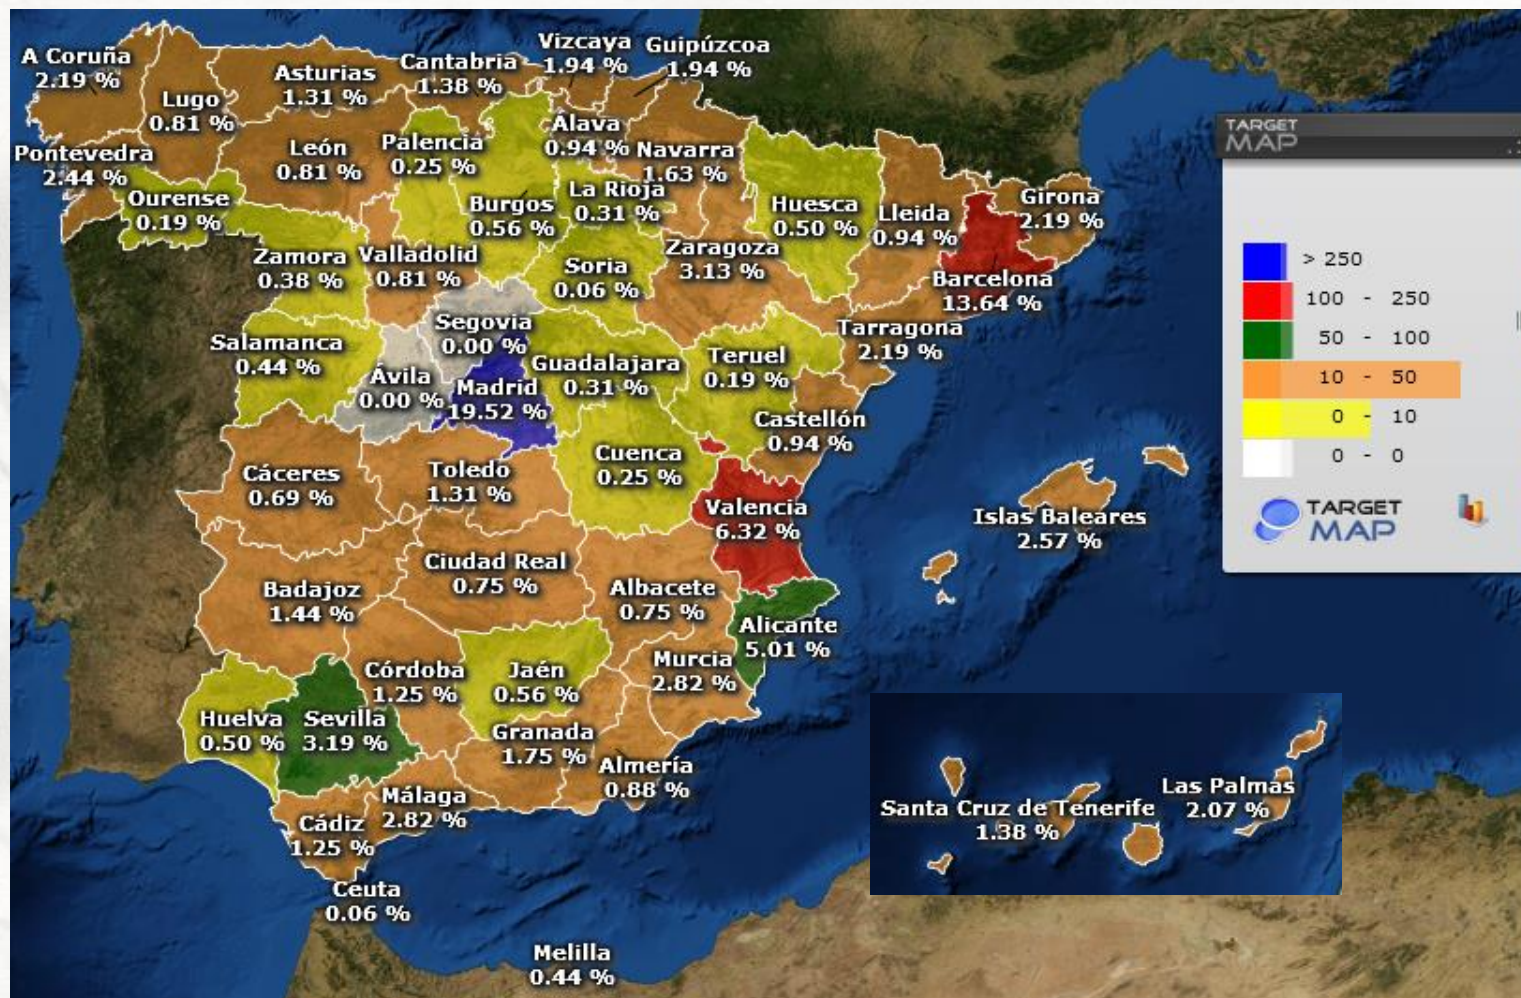 A Coruña
2.19 %
Lugo
0.81 %
Asturias
1.31 %
Cantabria
1.38 %
Vizcaya
1.94 %
Guipúzcoa
1.94 %
Pontevedra
2.44 %
Ourense
0.19 %
León
0.81 %
Palencia
0.25 %
Burgos
0.56 %
Álava
0.94 %
La Rioja
0.31 %
Navarra
1.63 %
Huesca
0.50 %
Lleida
0.94 %
Girona
2.19 %
Barcelona
13.64 %
Zamora
0.38 %
Valladolid
0.81 %
Soria
0.06 %
Zaragoza
3.13 %
Tarragona
2.19 %
Salamanca
0.44 %
Ávila
0.00 %
Segovia
0.00 %
Madrid
19.52 %
Guadalajara
0.31 %
Teruel
0.19 %
Castellón
0.94 %
Cáceres
0.69 %
Toledo
1.31 %
Cuenca
0.25 %
Valencia
6.32 %
Islas Baleares
2.57 %
Badajoz
1.44 %
Ciudad Real
0.75 %
Albacete
0.75 %
Alicante
5.01 %
Huelva
0.50 %
Sevilla
3.19 %
Córdoba
1.25 %
Jaén
0.56 %
Murcia
2.82 %
Granada
1.75 %
Almería
0.88 %
Málaga
2.82 %
Cádiz
1.25 %
Ceuta
0.06 %
Melilla
0.44 %
Santa Cruz de Tenerife
1.38 %
Las Palmas
2.07 %
TARGET
MAP
> 250
100 - 250
50 - 100
10 - 50
0 - 10
0 - 0
TARGET
MAP